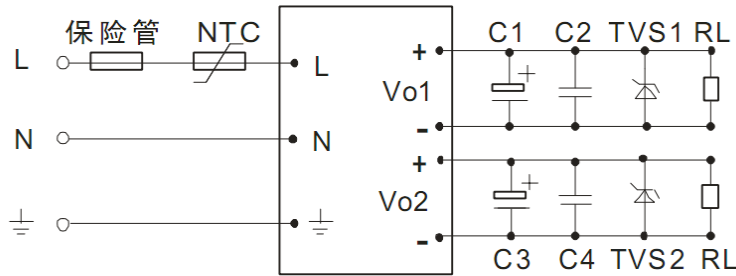 保险管 NTC C1 C2 TVS1 RL
L L + Vo1 -
N N + Vo2 -
C3 C4 TVS2 RL